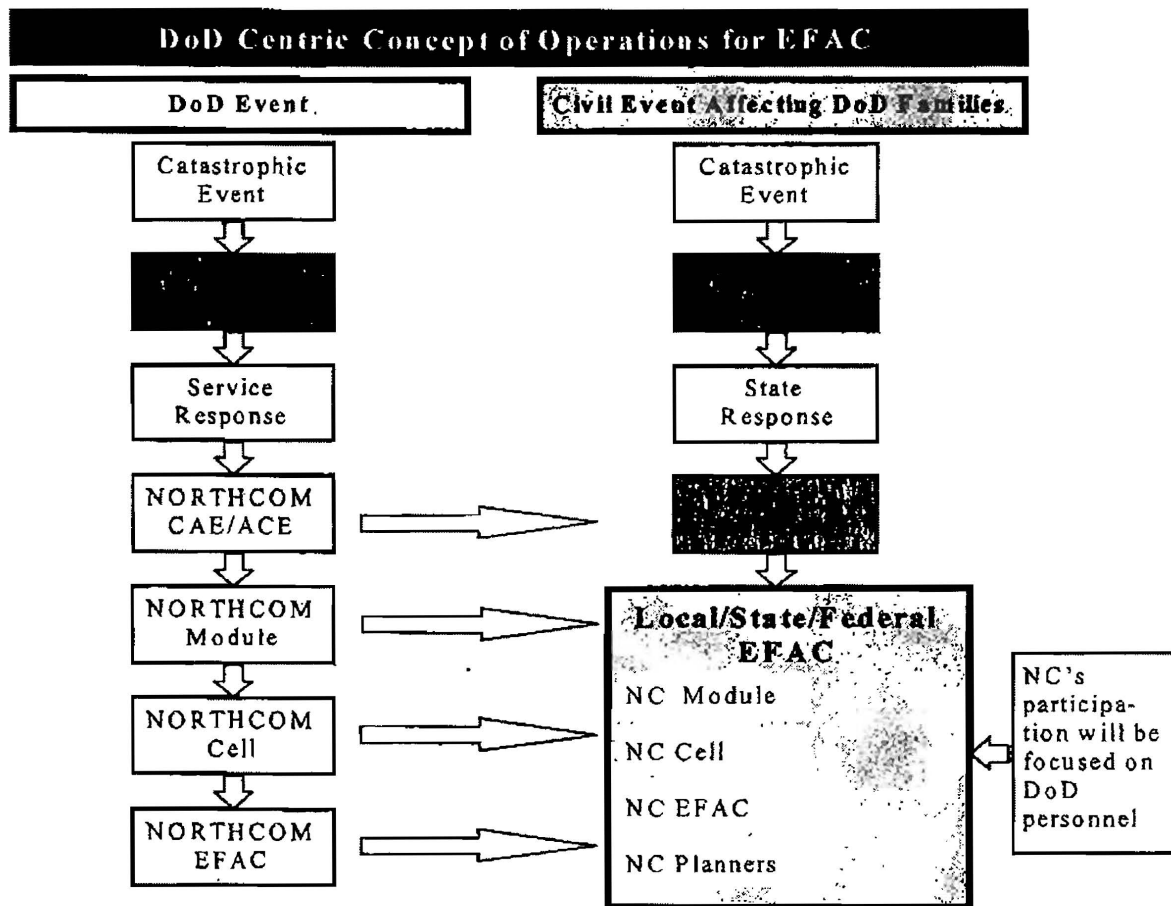 DoD Centric Concept of Operations for EFAC
DoD Event
Catastrophic
Event
Service
Response
NORTHCOM
CAE/ACE
NORTHCOM
Module
NORTHCOM
Cell
NORTHCOM
EFAC
Civil Event Affecting DoD Families
Catastrophic
Event
State
Response
Local/State/Federal
EFAC
NC Module
NC Cell
NC EFAC
NC Planners
NC's
participa-
tion will be
focused on
DoD
personnel